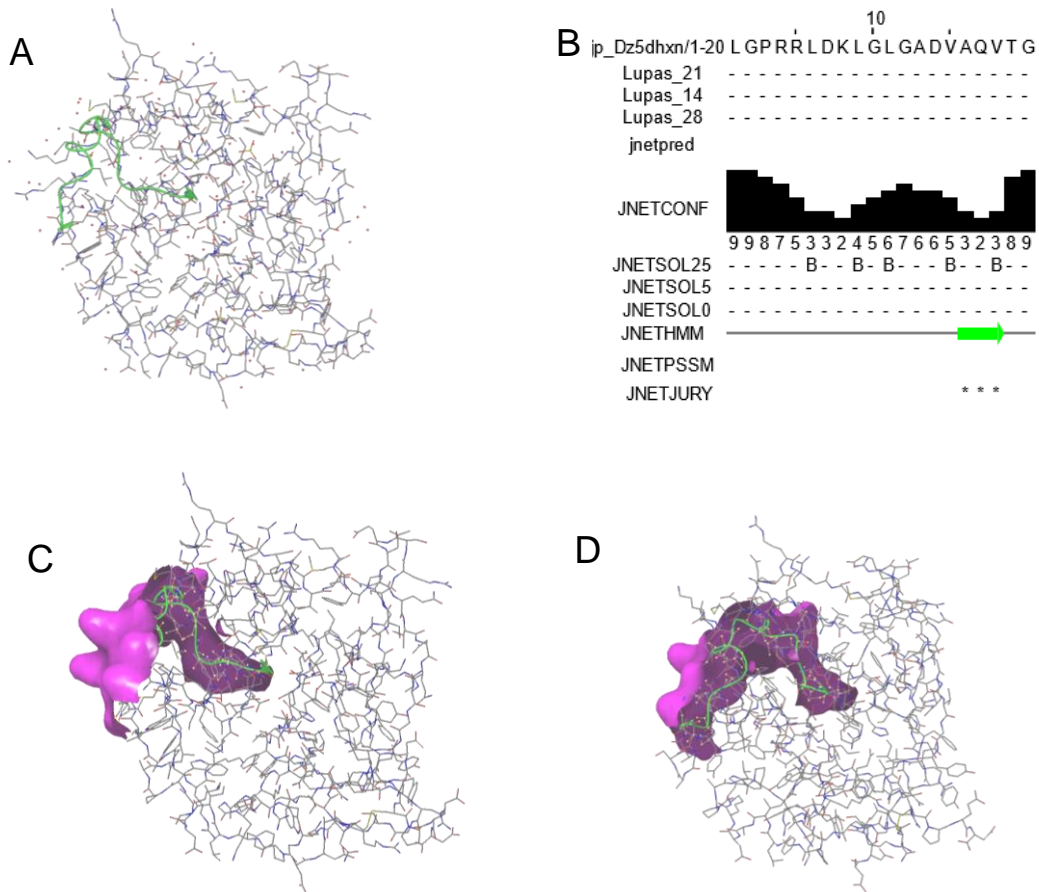 A
B
10
jp_Dz5dhxn/1-20 L G P R R L D K L G L G A D V A Q V T G
Lupas_21 - - - - - - - - - - - - - - - - - - - -
Lupas_14 - - - - - - - - - - - - - - - - - - - -
Lupas_28 - - - - - - - - - - - - - - - - - - - -
jnetpred
JNETCONF
9 9 8 7 5 3 3 2 4 5 6 7 6 6 5 3 2 3 8 9
JNETSOL25 - - - - - B - - B - B - - - B - - B - -
JNETSOL5 - - - - - - - - - - - - - - - - - - - -
JNETSOL0 - - - - - - - - - - - - - - - - - - - -
JNETHMM
JNETPSSM
JNETJURY * * *
C
D